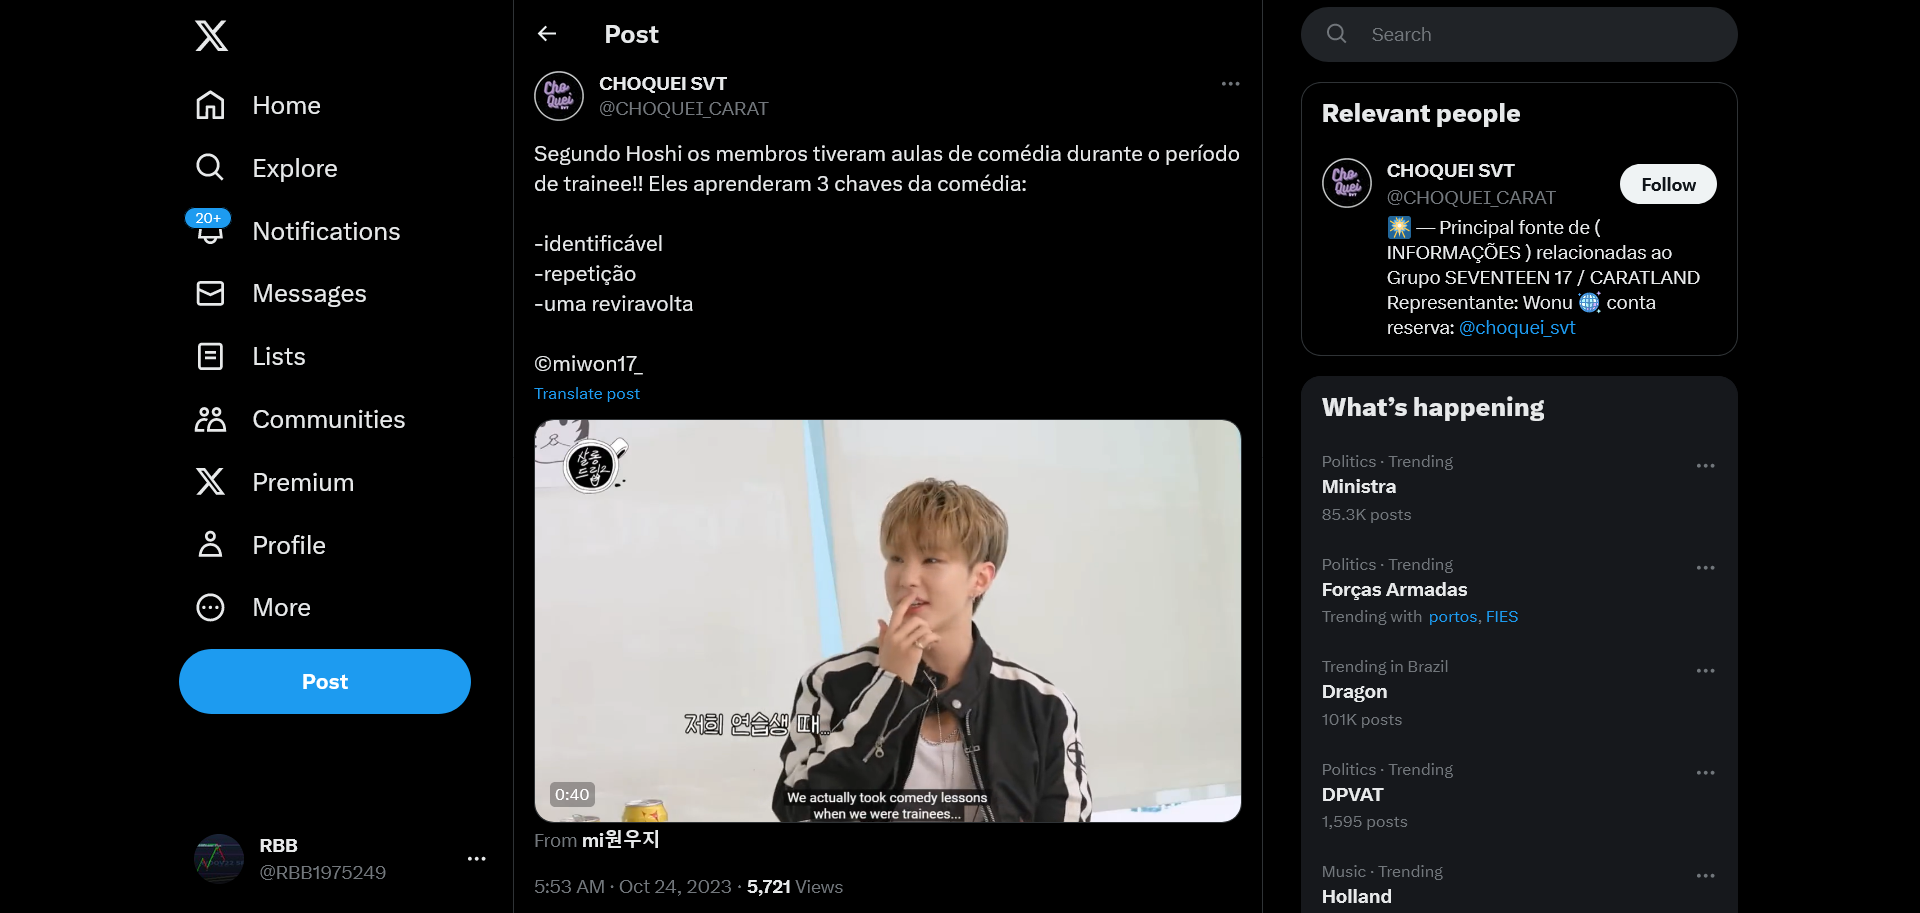 Home
Explore
20+
Notifications
Messages
Lists
Communities
Premium
Profile
More
Post
RBB
@RBB1975249
Post
CHOQUEI SVT
@CHOQUEI_CARAT
Segundo Hoshi os membros tiveram aulas de comédia durante o período
de trainee!! Eles aprenderam 3 chaves da comédia:
-identificável
-repetição
-uma reviravolta
©miwon17_
Translate post
살롱
드립2
저희 연습생 때...
0:40
We actually took comedy lessons
when we were trainees...
From mi원우지
5:53 AM · Oct 24, 2023 · 5,721 Views
Search
Relevant people
CHOQUEI SVT
@CHOQUEI_CARAT
Follow
— Principal fonte de (
INFORMAÇÕES ) relacionadas ao
Grupo SEVENTEEN 17 / CARATLAND
Representante: Wonu conta
reserva: @choquei_svt
What's happening
Politics · Trending
Ministra
85.3K posts
Politics · Trending
Forças Armadas
Trending with portos, FIES
Trending in Brazil
Dragon
101K posts
Politics · Trending
DPVAT
1,595 posts
Music · Trending
Holland